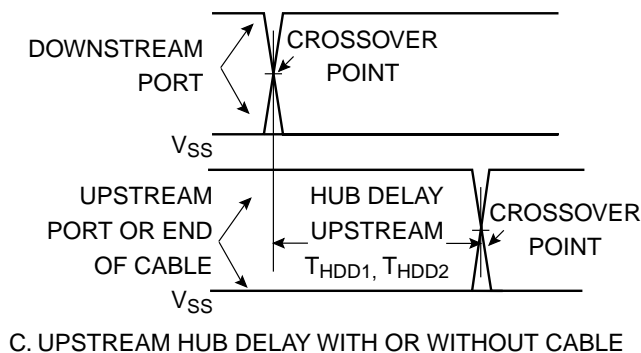 DOWNSTREAM
PORT
CROSSOVER
POINT
VSS
UPSTREAM
PORT OR END
OF CABLE
HUB DELAY
UPSTREAM
THDD1, THDD2
CROSSOVER
POINT
VSS
C. UPSTREAM HUB DELAY WITH OR WITHOUT CABLE